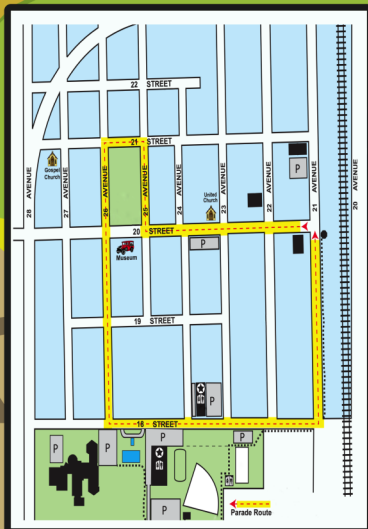 22 STREET
21 STREET
Gospel
Church
28 AVENUE
27 AVENUE
26 AVENUE
25 AVENUE
24 AVENUE
United
Church
23 AVENUE
22 AVENUE
P
21 AVENUE
20 AVENUE
20 STREET
Museum
P
19 STREET
P
18 STREET
P
P
P
P
P
Parade Route